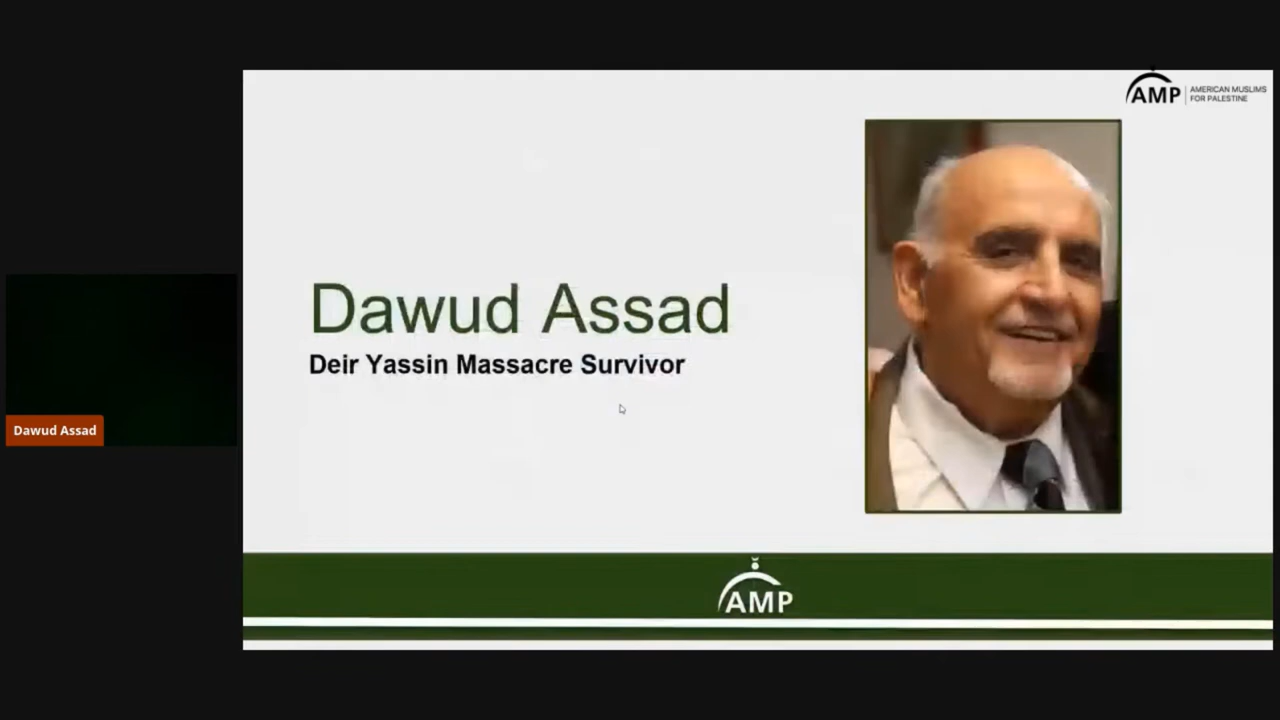 AMP
AMERICAN MUSLIMS
FOR PALESTINE
Dawud Assad
Deir Yassin Massacre Survivor
Dawud Assad
AMP